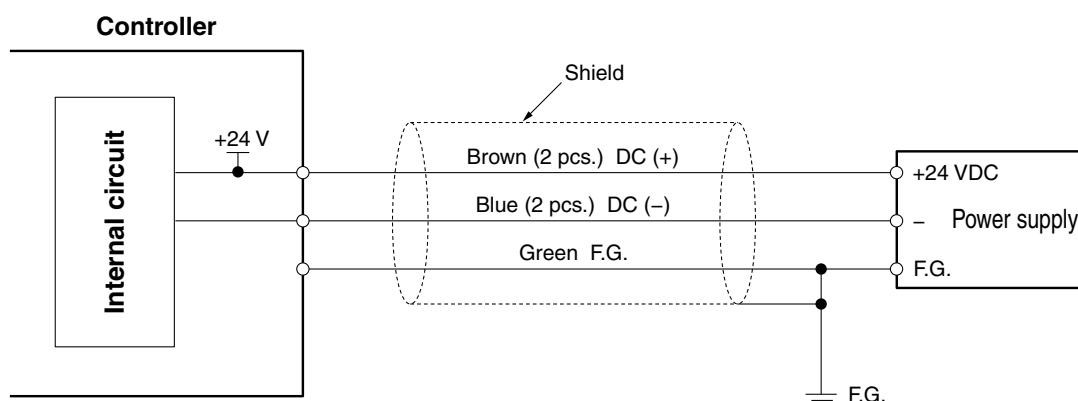 Controller
Shield
Internal circuit
+24 V
Brown (2 pcs.) DC (+)
+24 VDC
Blue (2 pcs.) DC (−)
− Power supply
Green F.G.
F.G.
F.G.